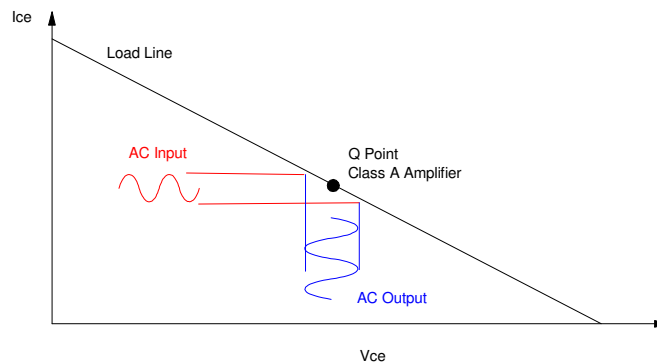 Ice
Load Line
AC Input
Q Point
Class A Amplifier
AC Output
Vce